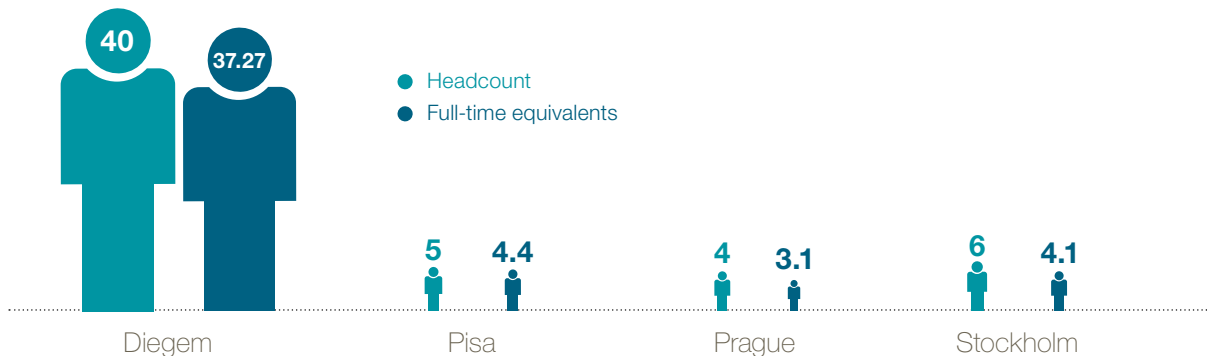 40
37.27
Headcount
Full-time equivalents
5
4.4
4
3.1
6
4.1
Diegem
Pisa
Prague
Stockholm